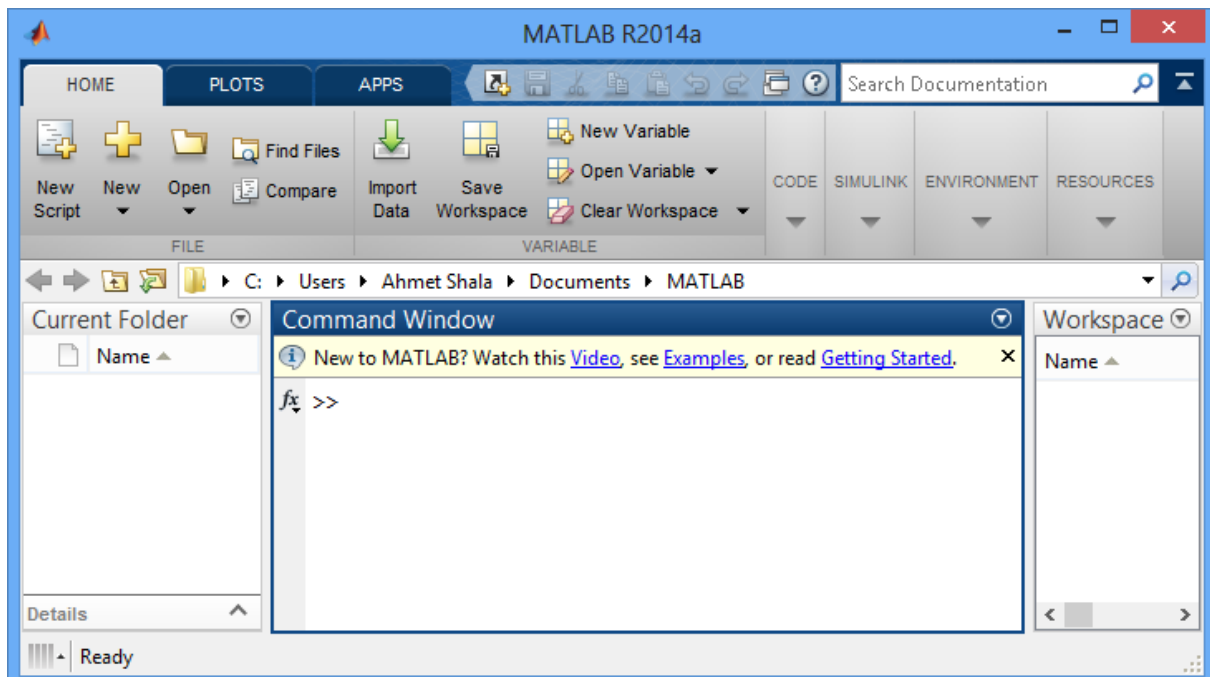 MATLAB R2014a
HOME PLOTS APPS Search Documentation
New Script
New
Open
Find Files
Compare
Import Data
Save Workspace
New Variable
Open Variable
Clear Workspace
CODE SIMULINK ENVIRONMENT RESOURCES
FILE VARIABLE
C: Users Ahmet Shala Documents MATLAB
Current Folder
Name
Details
Command Window
New to MATLAB? Watch this Video, see Examples, or read Getting Started.
fx >>
Workspace
Name
Ready